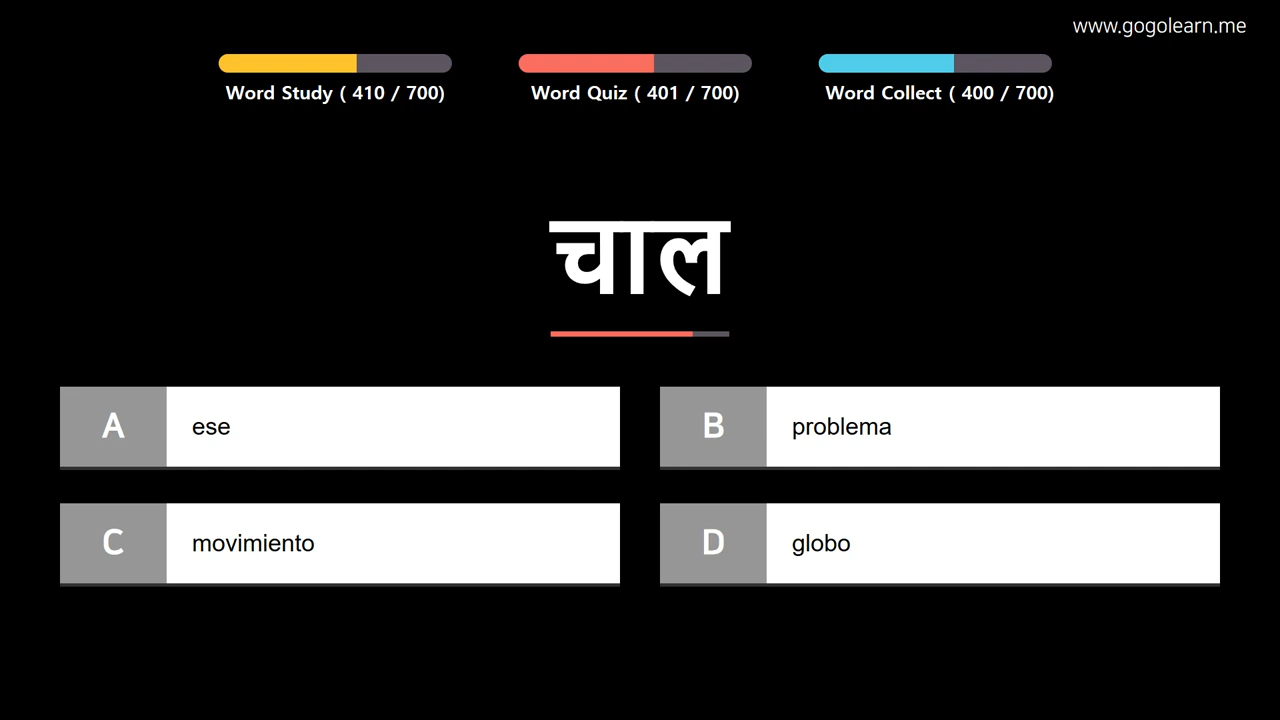 www.gogolearn.me
Word Study ( 410 / 700)
Word Quiz ( 401 / 700)
Word Collect ( 400 / 700)
चाल
A ese
B problema
C movimiento
D globo